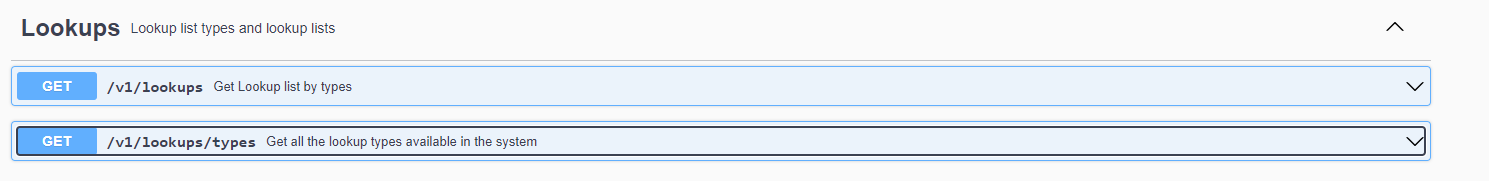 Lookups Lookup list types and lookup lists
GET /v1/lookups Get Lookup list by types
GET /v1/lookups/types Get all the lookup types available in the system